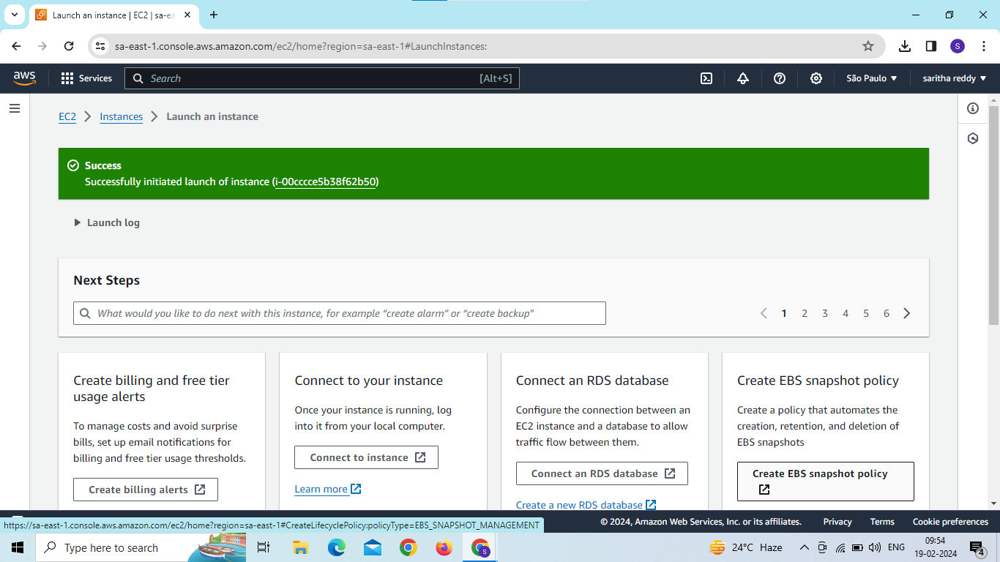 Launch an instance | EC2 | sa-ea
sa-east-1.console.aws.amazon.com/ec2/home?region=sa-east-1#LaunchInstances:
S
aws
Services
Search
[Alt+S]
São Paulo
saritha reddy
EC2
Instances
Launch an instance
Success
Successfully initiated launch of instance (i-00cccce5b38f62b50)
Launch log
Next Steps
What would you like to do next with this instance, for example “create alarm” or “create backup”
1 2 3 4 5 6
Create billing and free tier
usage alerts
To manage costs and avoid surprise
bills, set up email notifications for
billing and free tier usage thresholds.
Create billing alerts
Connect to your instance
Once your instance is running, log
into it from your local computer.
Connect to instance
Learn more
Connect an RDS database
Configure the connection between an
EC2 instance and a database to allow
traffic flow between them.
Connect an RDS database
Create a new RDS database
Create EBS snapshot policy
Create a policy that automates the
creation, retention, and deletion of
EBS snapshots
Create EBS snapshot policy
https://sa-east-1.console.aws.amazon.com/ec2/home?region=sa-east-1#CreateLifecyclePolicy:policyType=EBS_SNAPSHOT_MANAGEMENT
© 2024, Amazon Web Services, Inc. or its affiliates.
Privacy
Terms
Cookie preferences
Type here to search
S
24°C Haze
ENG
09:54
19-02-2024
4